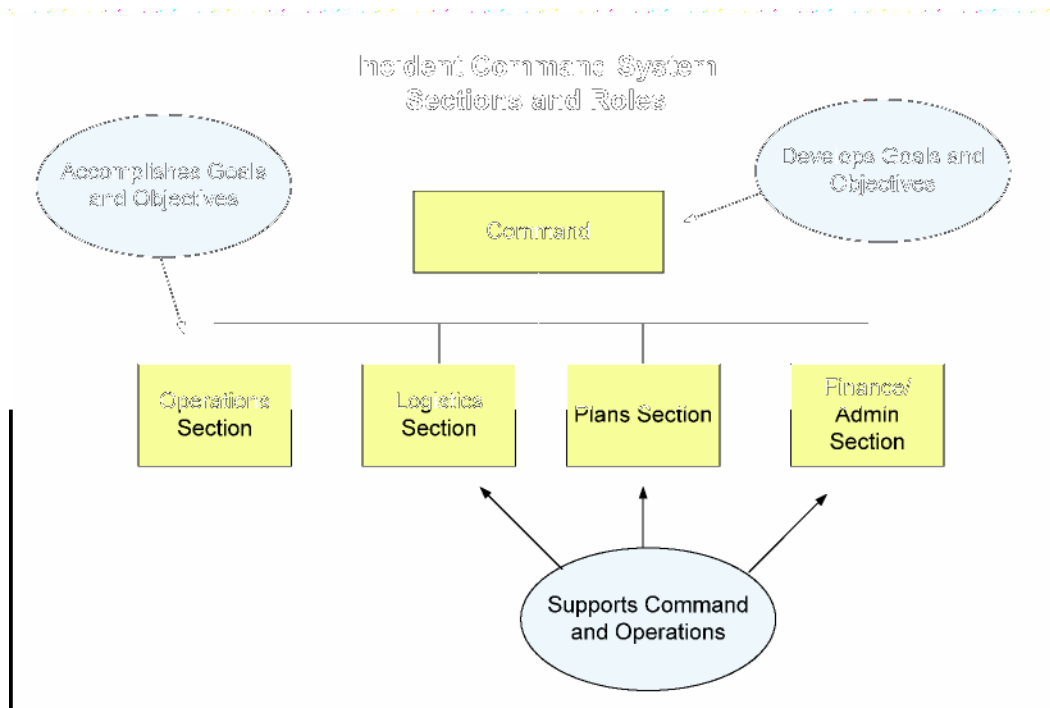 Incident Command System
Sections and Roles
Accomplishes Goals
and Objectives
Develops Goals and
Objectives
Command
Operations
Section
Logistics
Section
Plans Section
Finance/
Admin
Section
Supports Command
and Operations